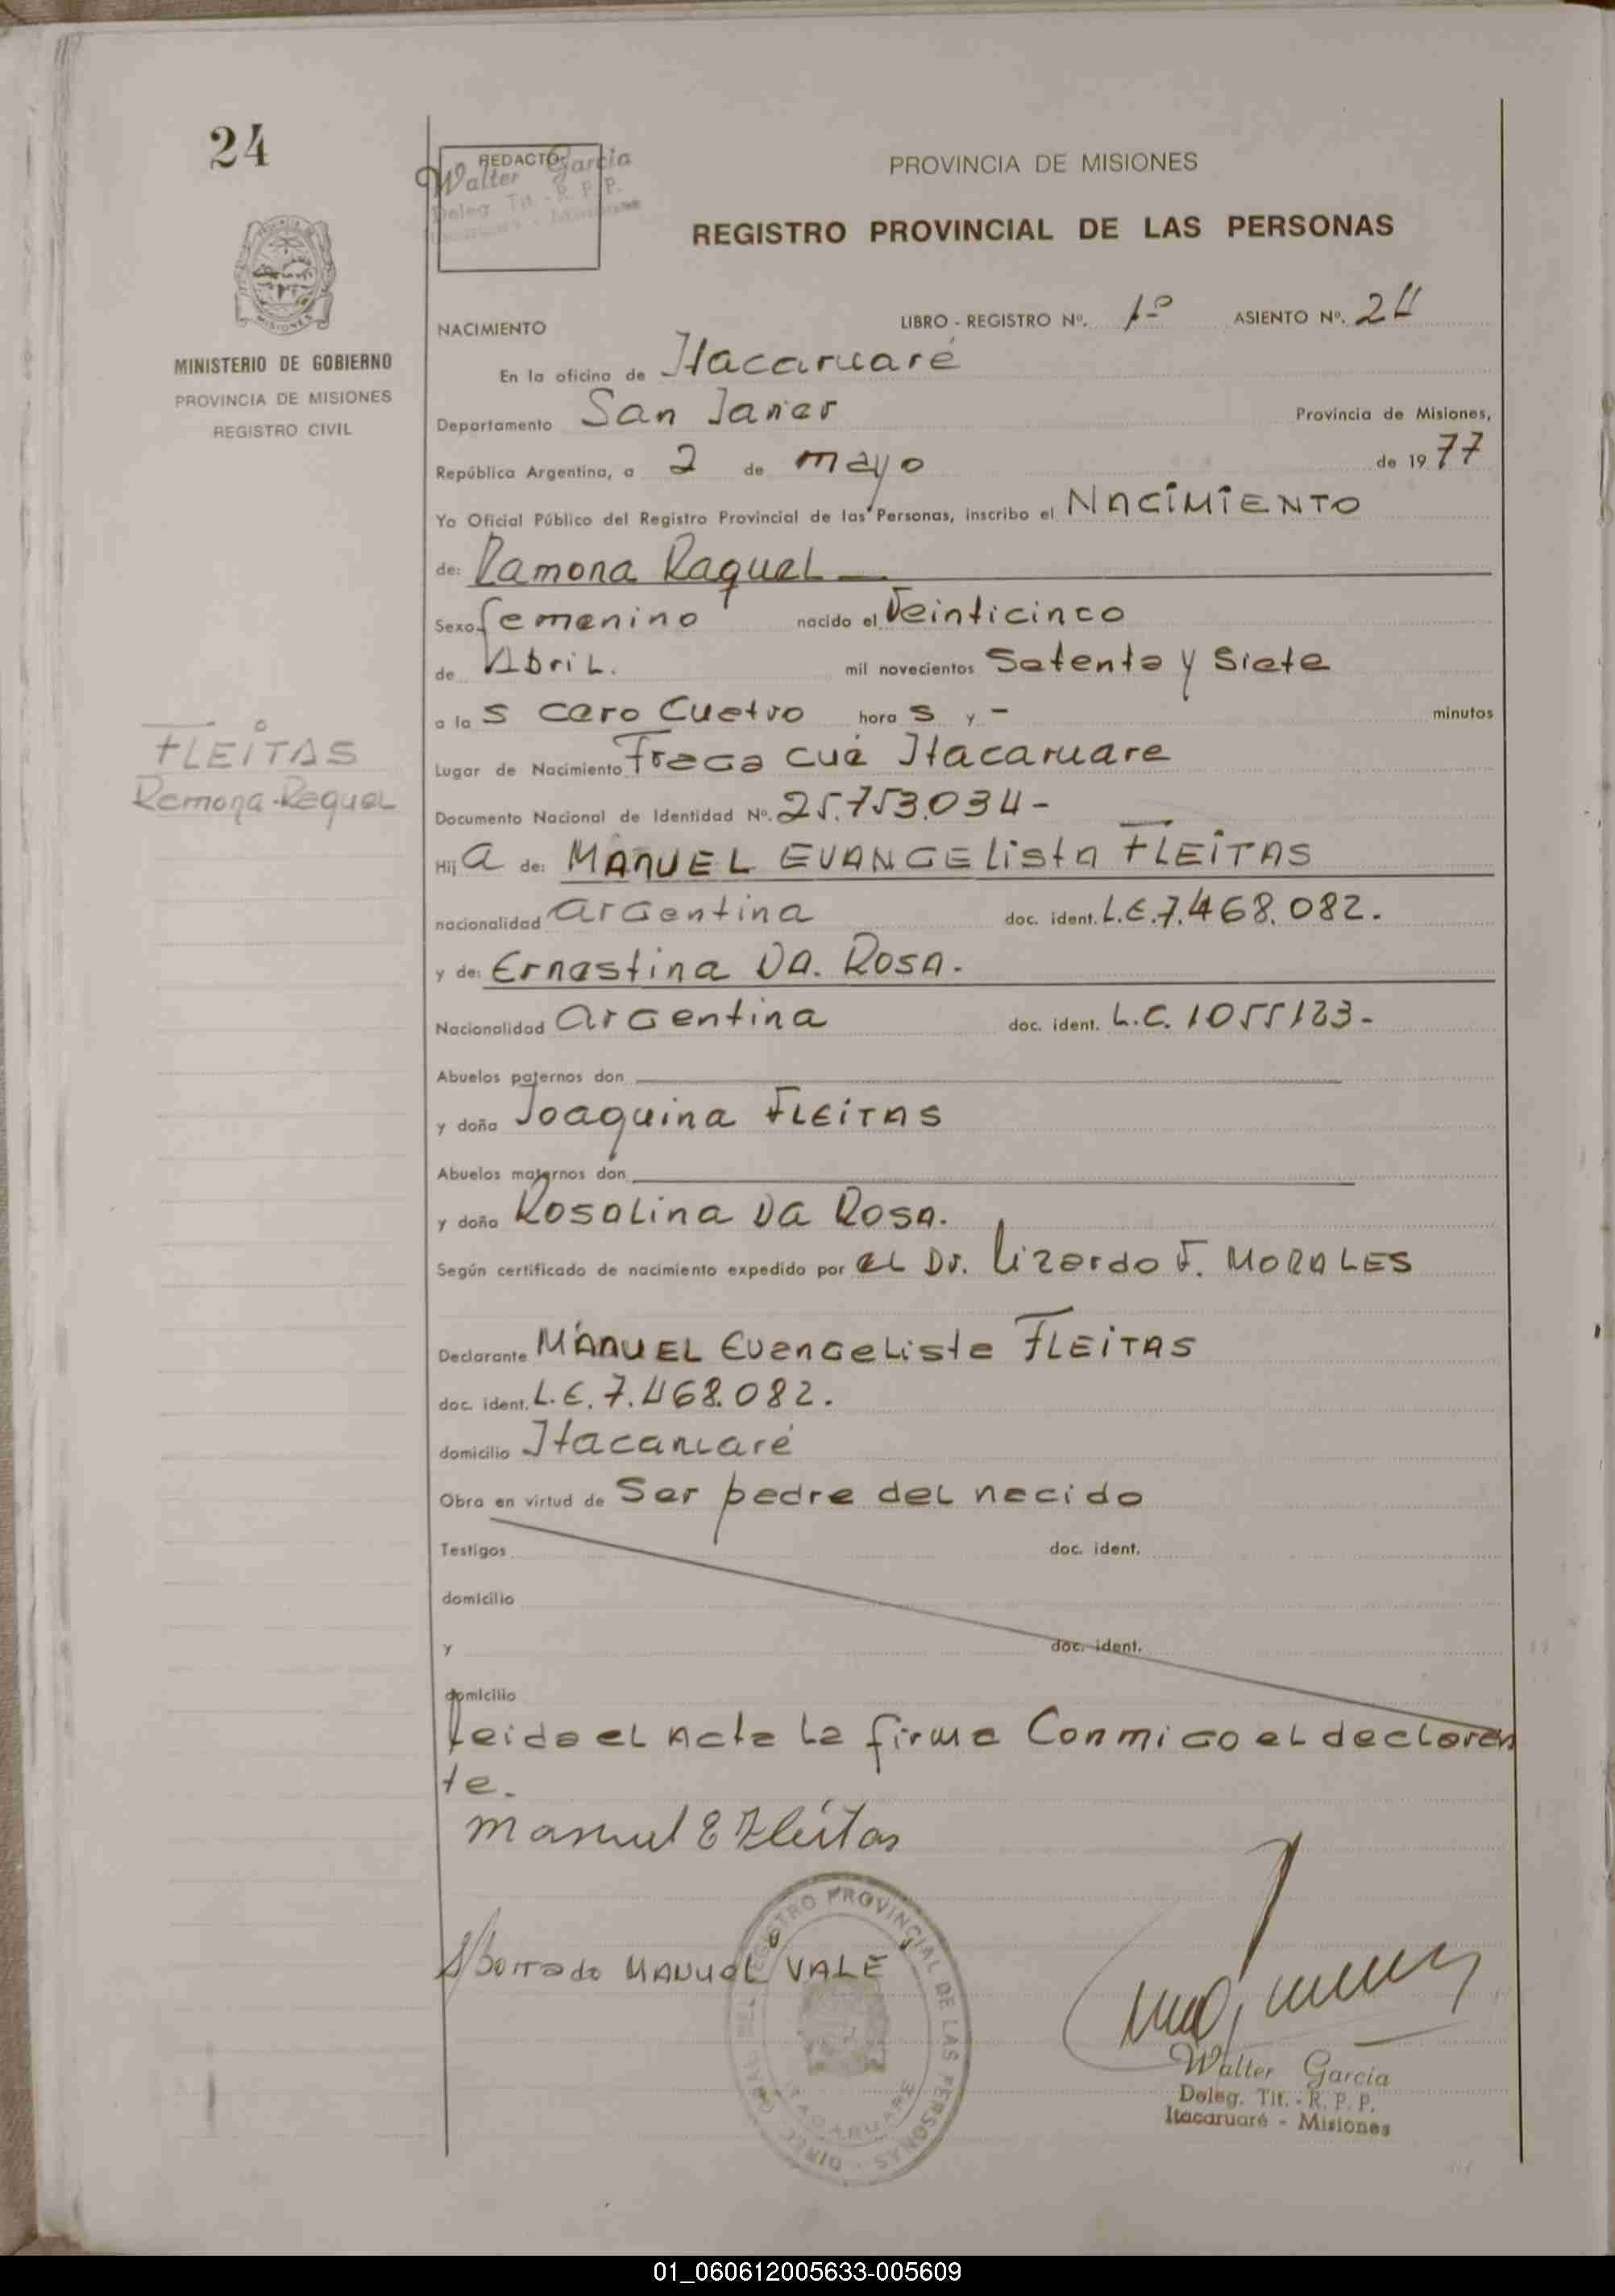 24
REDACTO
Walter Garcia
Deleg. Tit. - R. P. P.
Itacaruaré - Misiones
PROVINCIA DE MISIONES
REGISTRO PROVINCIAL DE LAS PERSONAS
MISIONES
MINISTERIO DE GOBIERNO
PROVINCIA DE MISIONES
REGISTRO CIVIL
NACIMIENTO LIBRO - REGISTRO Nº. 1º ASIENTO Nº. 24
En la oficina de Itacaruaré
Departamento San Javier Provincia de Misiones,
República Argentina, a 2 de mayo de 1977
Yo Oficial Público del Registro Provincial de las Personas, inscribo el NACIMIENTO
de: Ramona Raquel
Sexo femenino nacido el Veinticinco
de Abril. mil novecientos Setenta y Siete
a la s cero Cuatro hora s y - minutos
FLEITAS
Ramona-Raquel
Lugar de Nacimiento Fraca cué Itacaruare
Documento Nacional de Identidad Nº. 25.753.034-
Hij a de: MANUEL EVANGElista FLEITAS
nacionalidad argentina doc. ident. L.E.7.468.082.
y de: Ernestina DA. ROSA.
Nacionalidad argentina doc. ident. L.C. 1055123-
Abuelos paternos don
y doña Joaquina FLEITAS
Abuelos maternos don
y doña Rosalina Da Rosa.
Según certificado de nacimiento expedido por el Dr. Lizardo F. MORALES
Declarante MANUEL Evangelista FLEITAS
doc. ident. L.E. 7.468.082.
domicilio Itacaruaré
Obra en virtud de Ser padre del nacido
Testigos doc. ident.
domicilio
y doc. ident.
domicilio
Leida el Acta la firma Conmigo el declaran
te.
Manuel E Fleitas
S/borrado MANUEL VALE
DIREC. GRAL. DEL REGISTRO PROVINCIAL DE LAS PERSONAS -
ITACARUARE
Walter Garcia
Deleg. Tit. - R. P. P.
Itacaruaré - Misiones
01_060612005633-005609